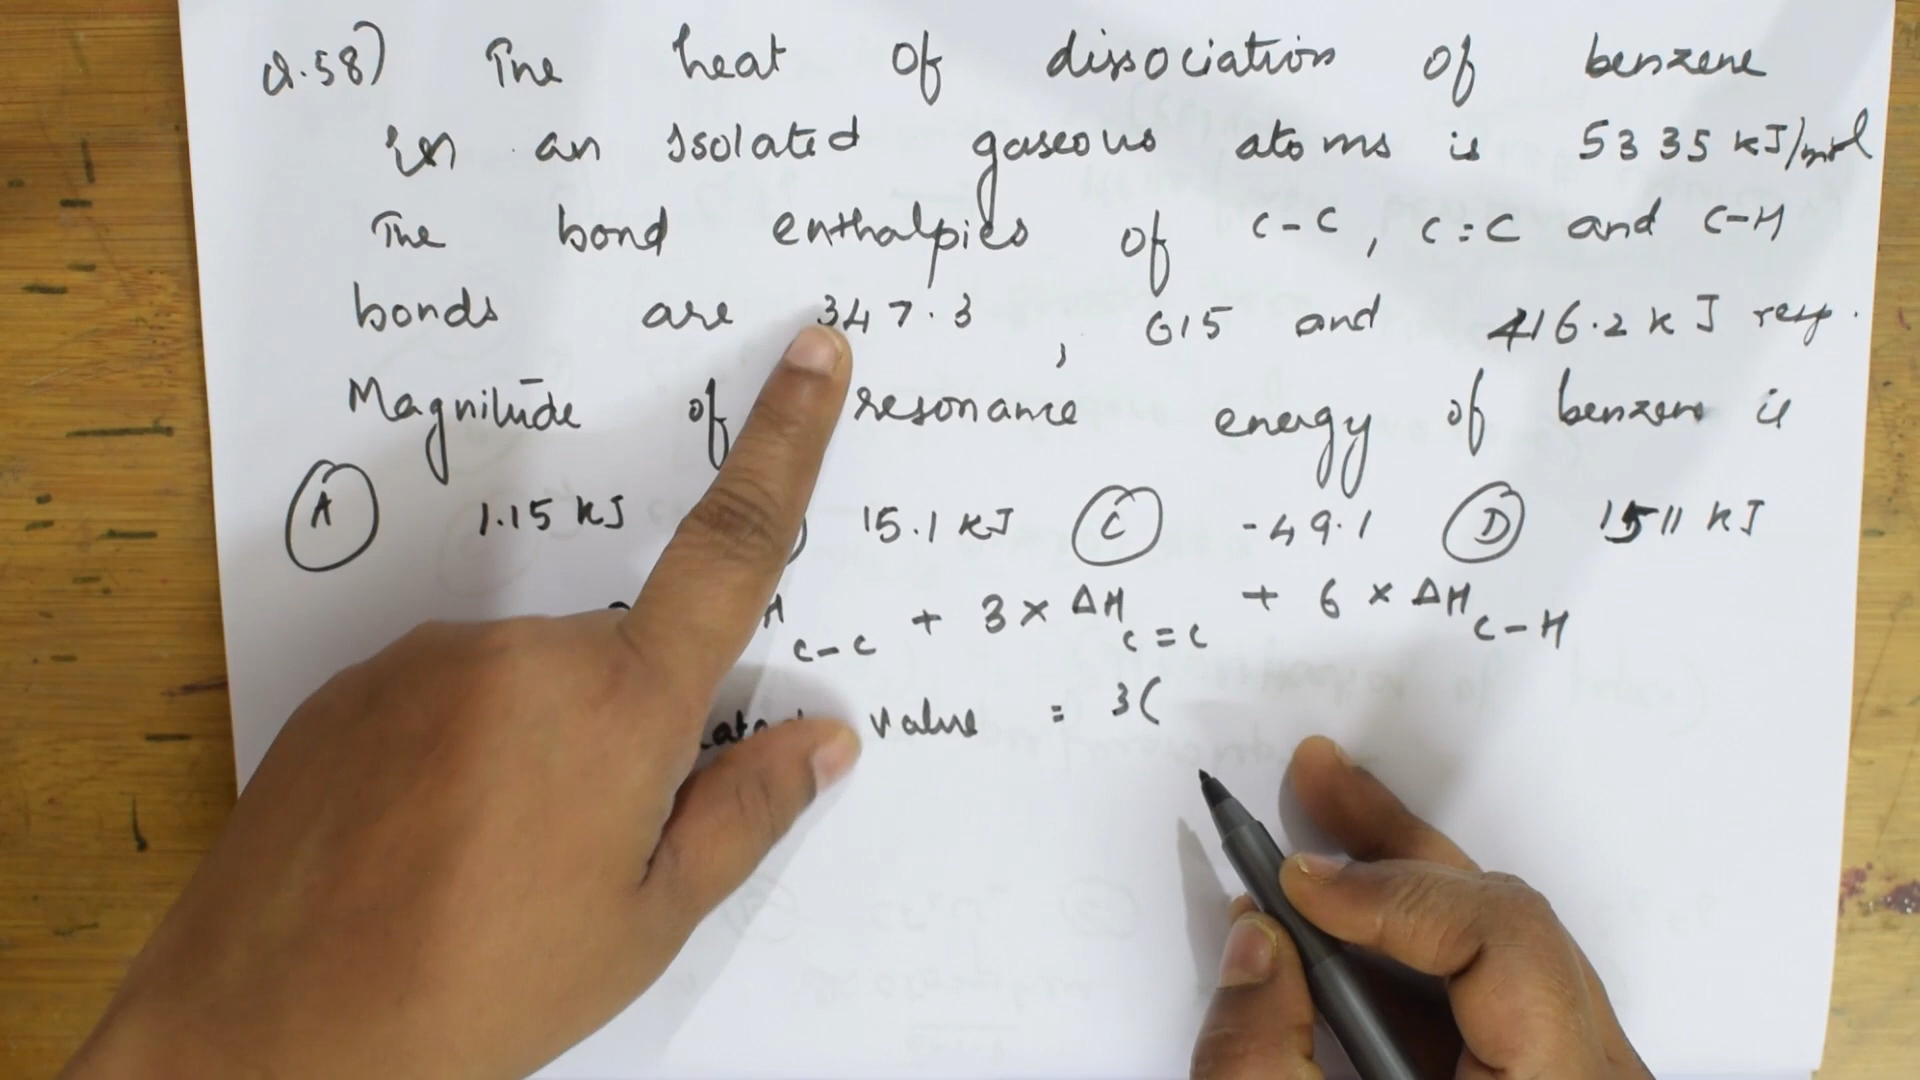 Q.58) The heat of dissociation of benzene
in an isolated gaseous atoms is 5335 kJ/mol
The bond enthalpies of C-C, C=C and C-H
bonds are 347.3, 615 and 416.2 kJ resp.
Magnitude of resonance energy of benzene is
A 1.15 kJ 15.1 kJ C -49.1 D 1511 kJ
H C-C + 3 × ΔH C=C + 6 × ΔH C-H
value = 3(